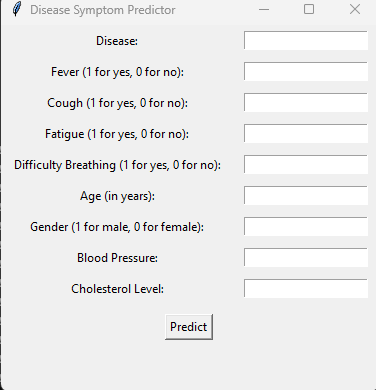 Disease Symptom Predictor
Disease:
Fever (1 for yes, 0 for no):
Cough (1 for yes, 0 for no):
Fatigue (1 for yes, 0 for no):
Difficulty Breathing (1 for yes, 0 for no):
Age (in years):
Gender (1 for male, 0 for female):
Blood Pressure:
Cholesterol Level:
Predict